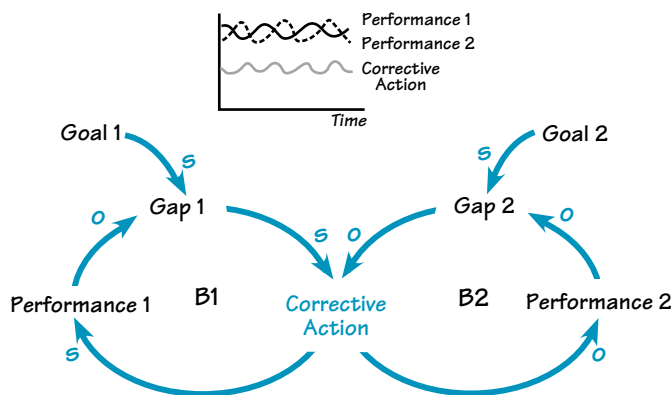 Performance 1
Performance 2
Corrective
Action
Time
Goal 1
Goal 2
s
s
Gap 1
Gap 2
o
o
s
o
Performance 1
B1
Corrective
Action
B2
Performance 2
s
o